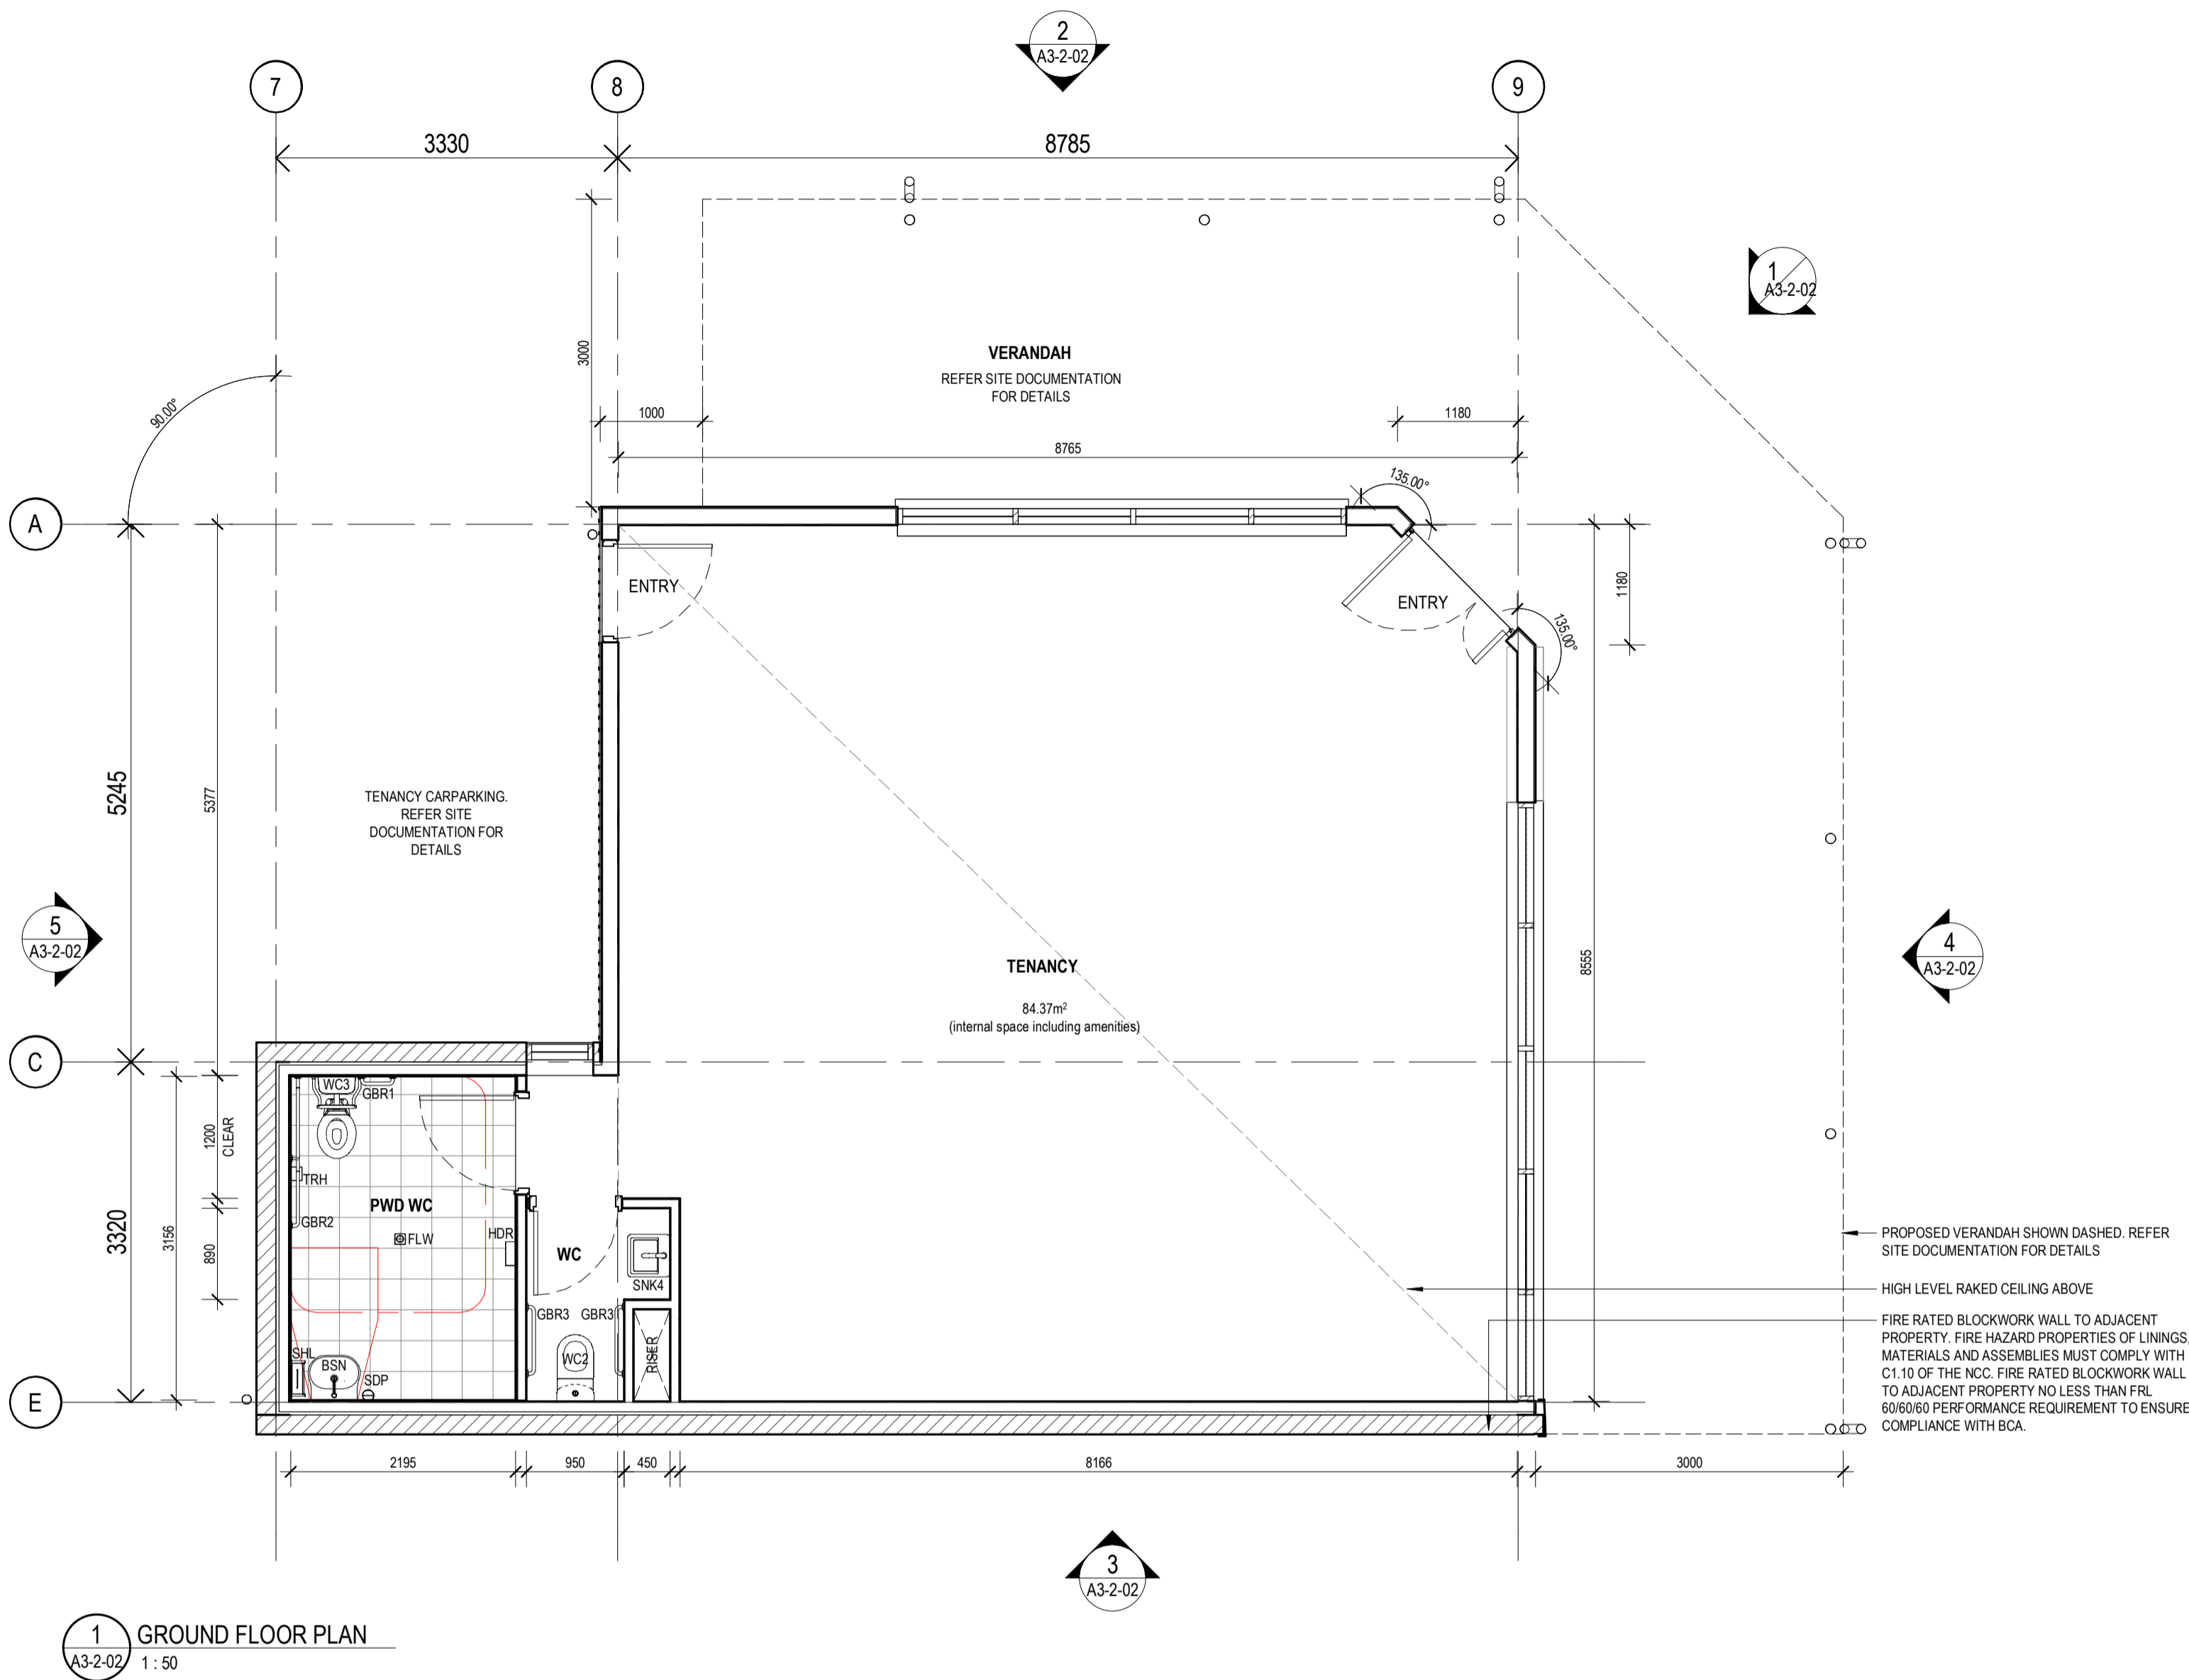 2
A3-2-02
7
8
9
3330
8785
1
A3-2-02
3000
VERANDAH
REFER SITE DOCUMENTATION
FOR DETAILS
90.00°
1000
1180
8765
135.00°
A
ENTRY
ENTRY
1180
135.00°
5245
5377
TENANCY CARPARKING.
REFER SITE
DOCUMENTATION FOR
DETAILS
5
A3-2-02
4
A3-2-02
8555
TENANCY
84.37m²
(internal space including amenities)
C
WC3
GBR1
1200
CLEAR
TRH
PWD WC
GBR2
FLW
HDR
WC
3320
3156
890
SNK4
GBR3
GBR3
RISER
SHL
BSN
SDP
WC2
E
PROPOSED VERANDAH SHOWN DASHED. REFER
SITE DOCUMENTATION FOR DETAILS
HIGH LEVEL RAKED CEILING ABOVE
FIRE RATED BLOCKWORK WALL TO ADJACENT
PROPERTY. FIRE HAZARD PROPERTIES OF LININGS,
MATERIALS AND ASSEMBLIES MUST COMPLY WITH
C1.10 OF THE NCC. FIRE RATED BLOCKWORK WALL
TO ADJACENT PROPERTY NO LESS THAN FRL
60/60/60 PERFORMANCE REQUIREMENT TO ENSURE
COMPLIANCE WITH BCA.
2195
950
450
8166
3000
3
A3-2-02
1
A3-2-02
GROUND FLOOR PLAN
1 : 50